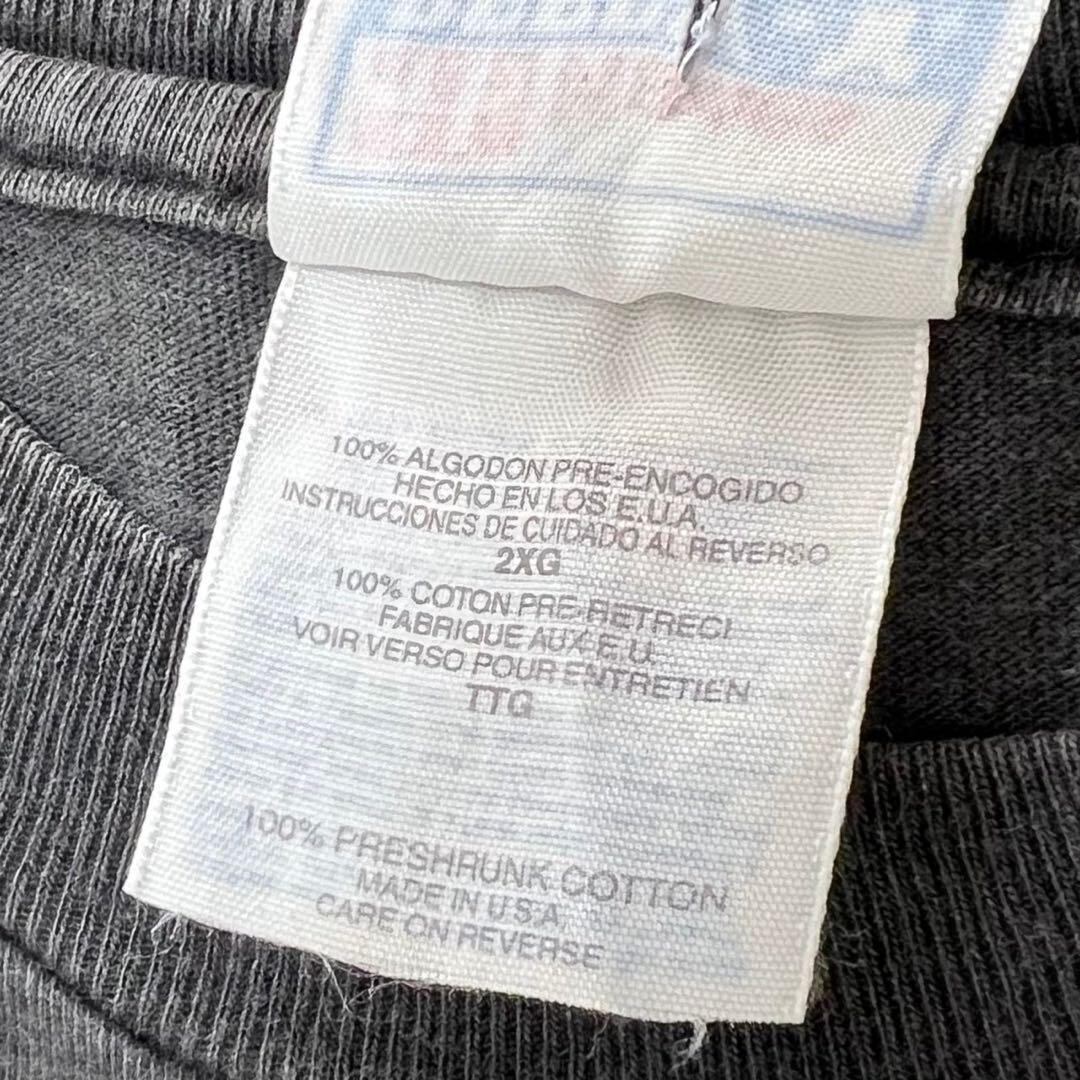 100% ALGODON PRE-ENCOGIDO
HECHO EN LOS E.U.A.
INSTRUCCIONES DE CUIDADO AL REVERSO
2XG
100% COTON PRE-RETRECI
FABRIQUE AUX E.U.
VOIR VERSO POUR ENTRETIEN
TTG
100% PRESHRUNK COTTON
MADE IN U.S.A.
CARE ON REVERSE